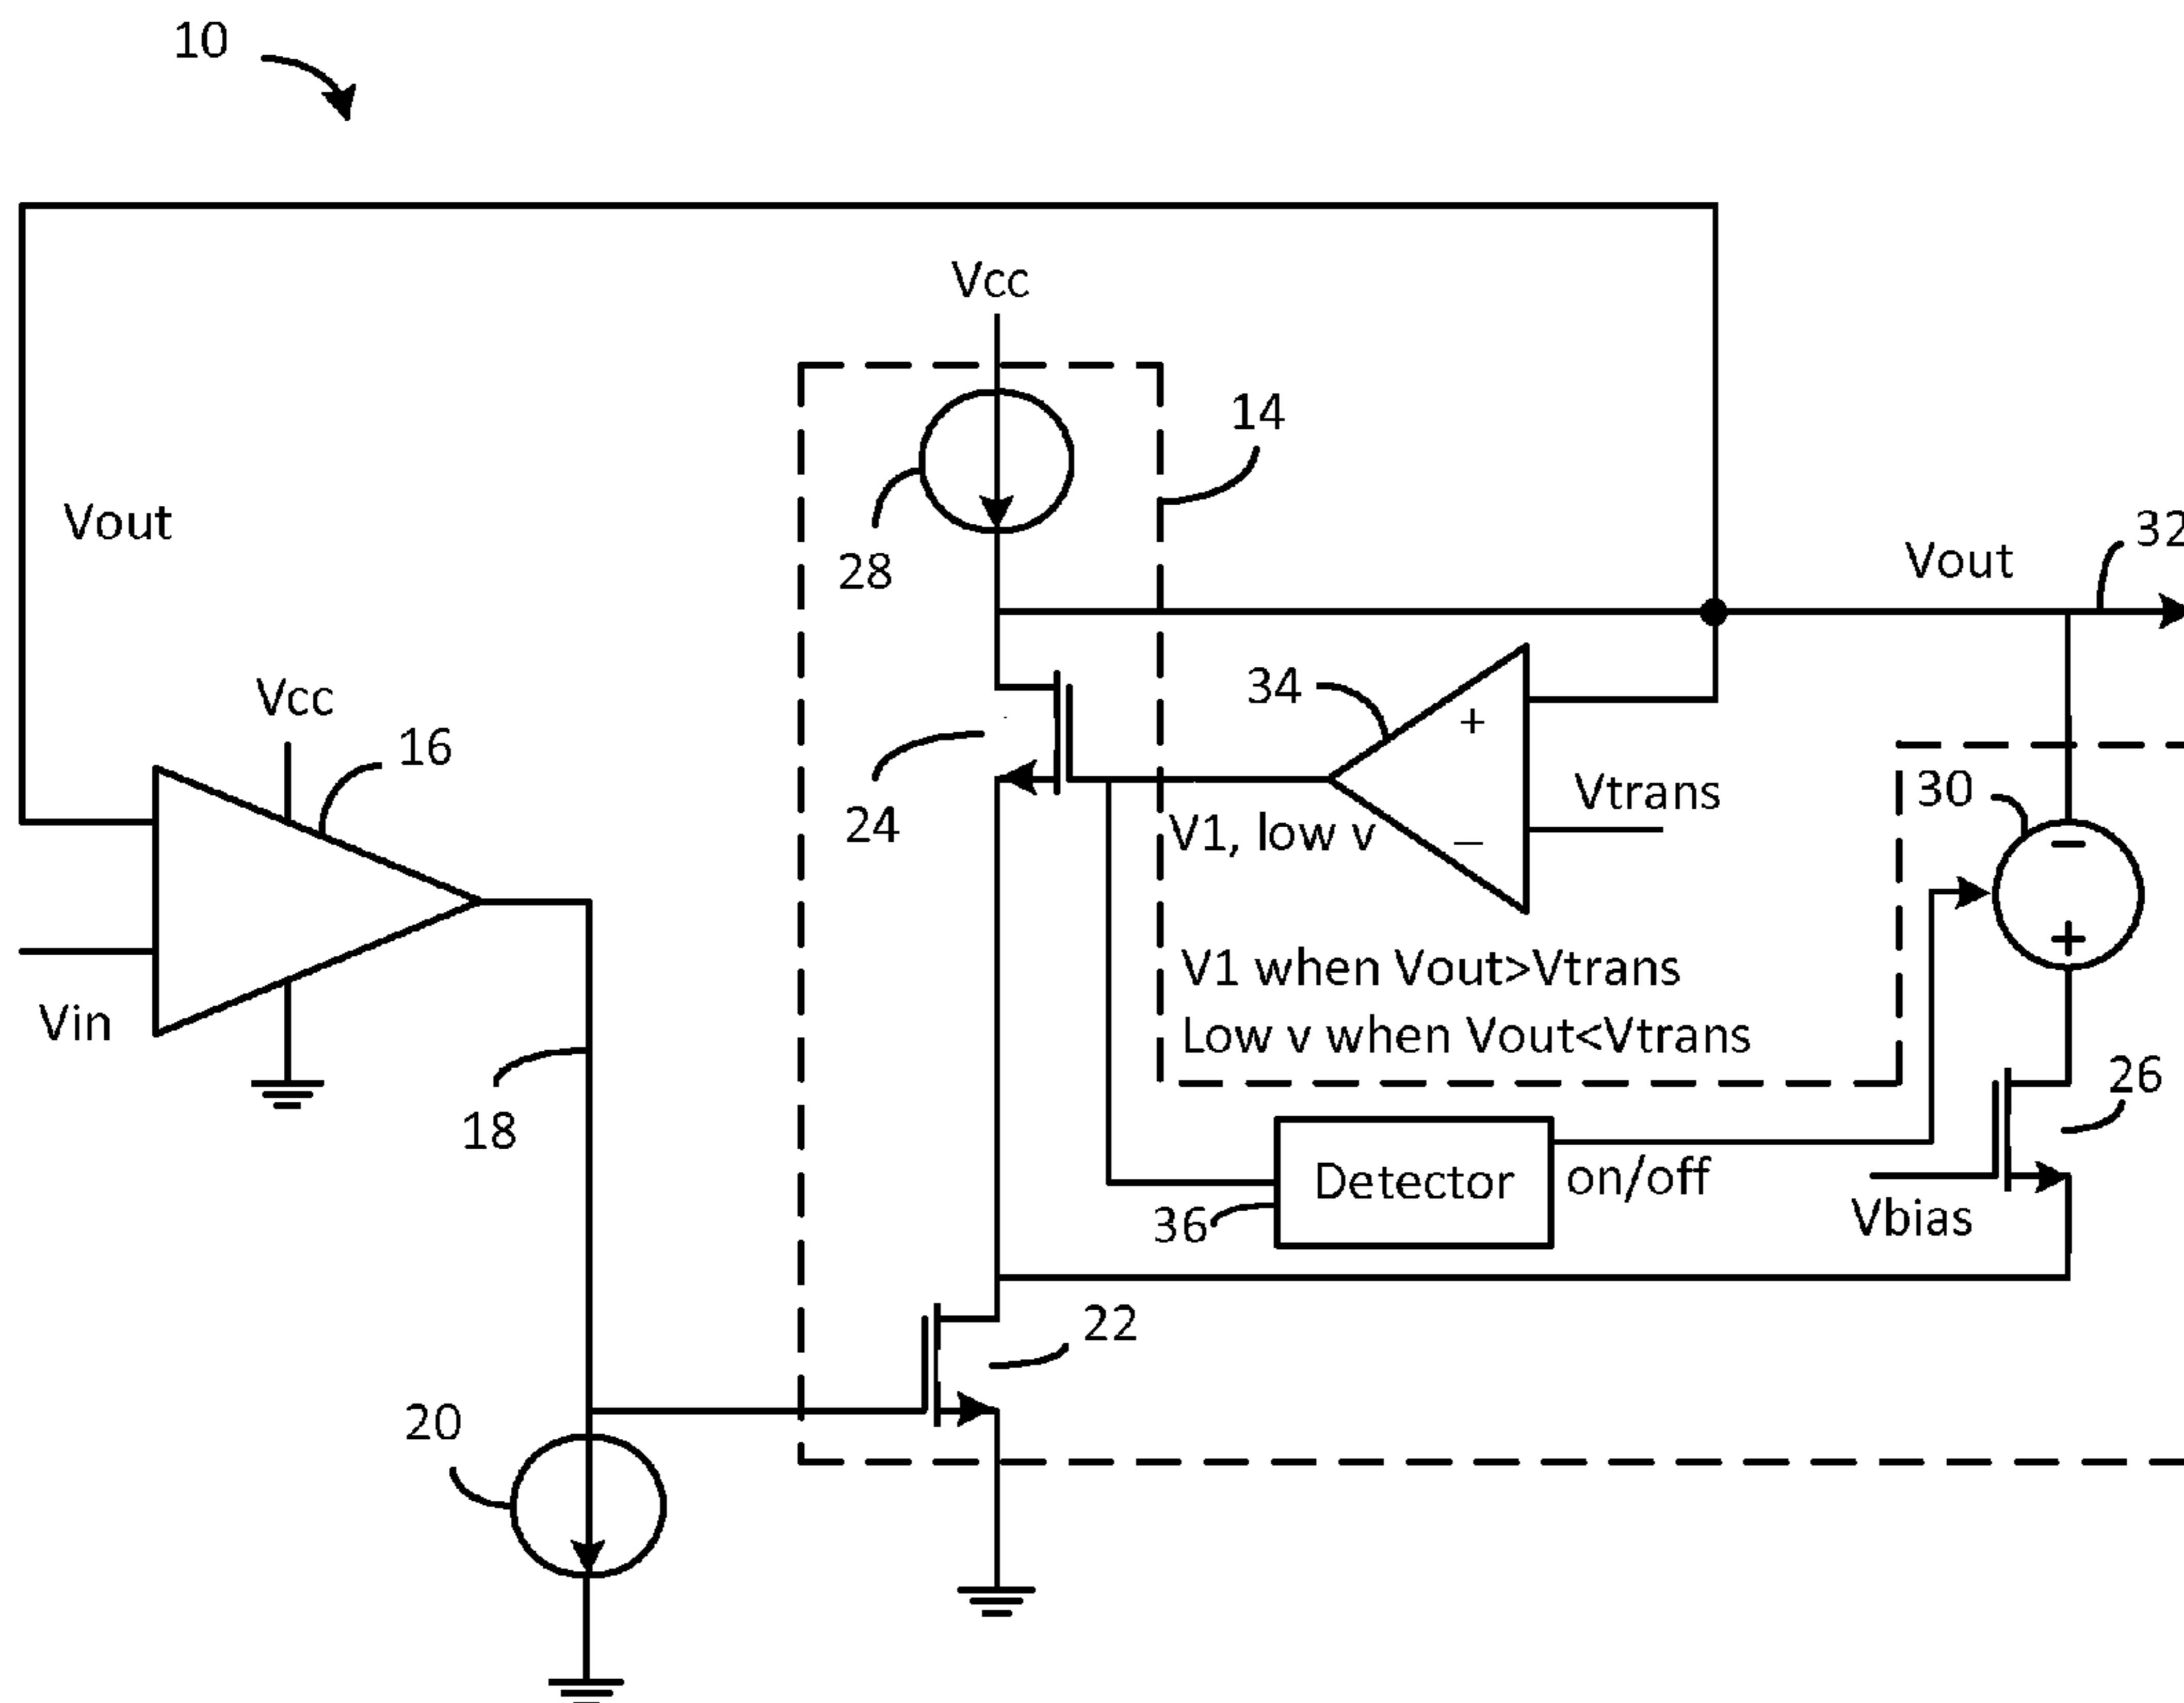 10
Vcc
14
28
Vout
32
Vout
Vcc
16
34
+
24
V1, low v
Vtrans
−
30
−
+
Vin
V1 when Vout>Vtrans
Low v when Vout<Vtrans
18
26
Detector
on/off
36
Vbias
22
20